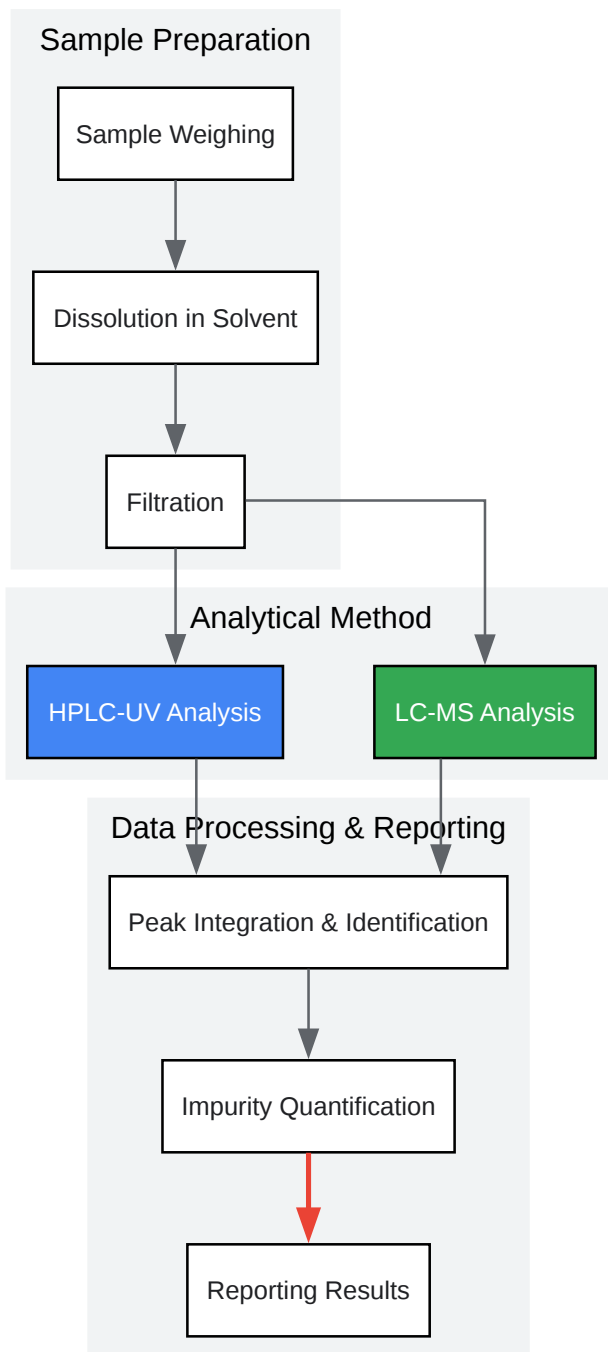 Sample Preparation
Sample Weighing
Dissolution in Solvent
Filtration
Analytical Method
HPLC-UV Analysis
LC-MS Analysis
Data Processing & Reporting
Peak Integration & Identification
Impurity Quantification
Reporting Results